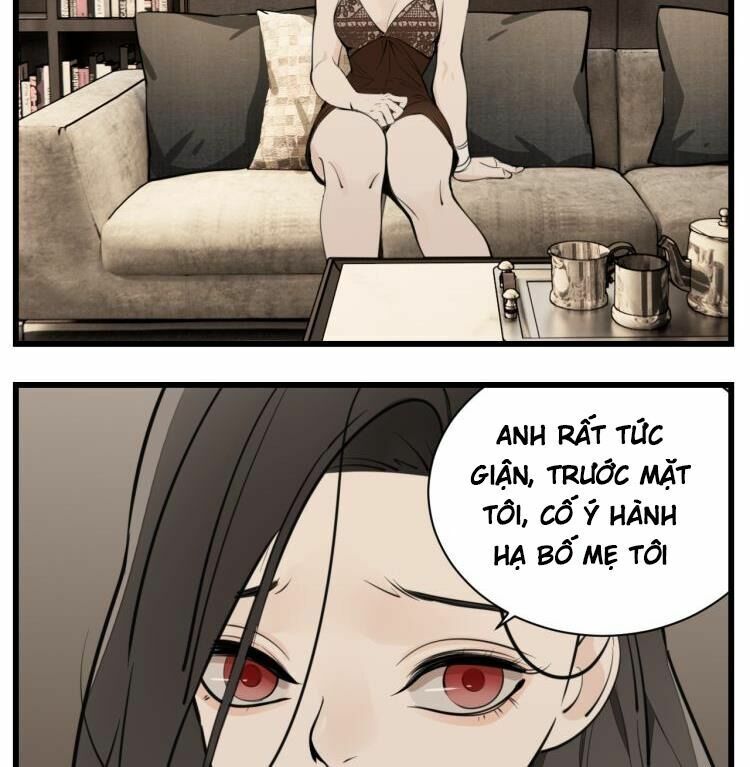 ANH RẤT TỨC
GIẬN, TRƯỚC MẶT
TÔI, CỐ Ý HÀNH
HẠ BỐ MẸ TÔI